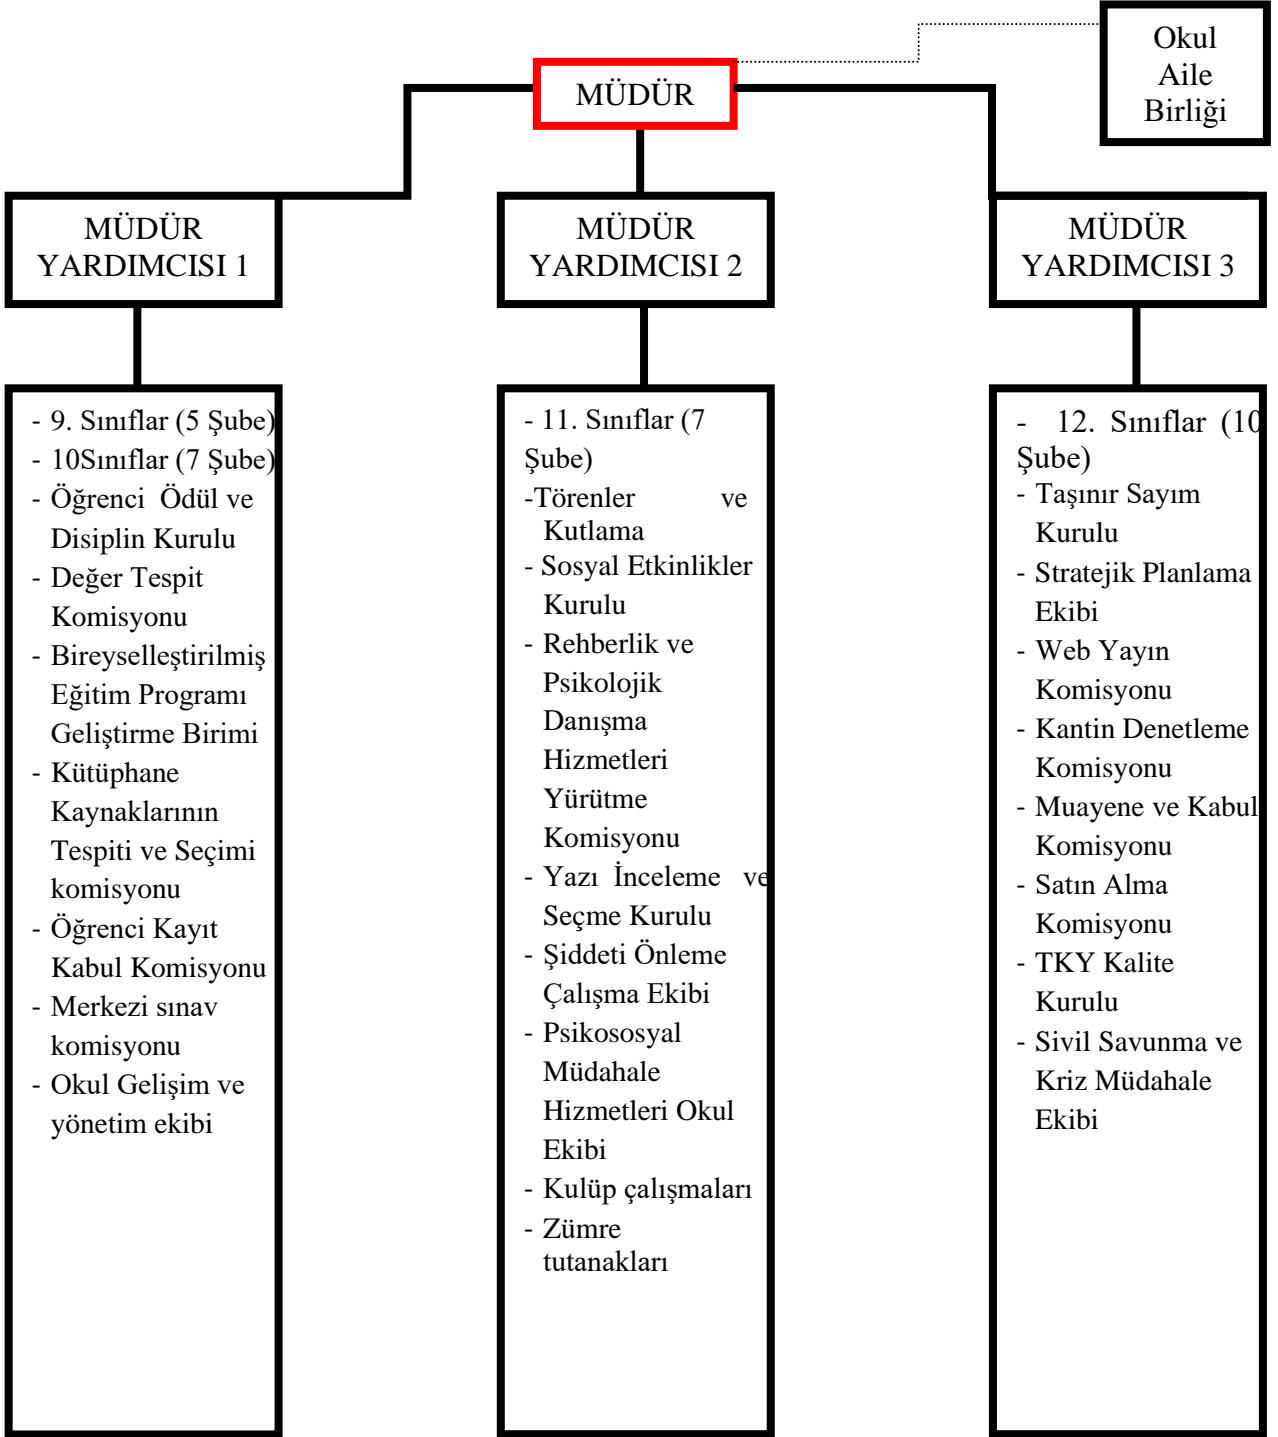 Okul
Aile
Birliği
MÜDÜR
MÜDÜR
YARDIMCISI 1
MÜDÜR
YARDIMCISI 2
MÜDÜR
YARDIMCISI 3
- 9. Sınıflar (5 Şube)
- 10Sınıflar (7 Şube)
- Öğrenci Ödül ve
Disiplin Kurulu
- Değer Tespit
Komisyonu
- Bireyselleştirilmiş
Eğitim Programı
Geliştirme Birimi
- Kütüphane
Kaynaklarının
Tespiti ve Seçimi
komisyonu
- Öğrenci Kayıt
Kabul Komisyonu
- Merkezi sınav
komisyonu
- Okul Gelişim ve
yönetim ekibi
- 11. Sınıflar (7
Şube)
-Törenler ve
Kutlama
- Sosyal Etkinlikler
Kurulu
- Rehberlik ve
Psikolojik
Danışma
Hizmetleri
Yürütme
Komisyonu
- Yazı İnceleme ve
Seçme Kurulu
- Şiddeti Önleme
Çalışma Ekibi
- Psikososyal
Müdahale
Hizmetleri Okul
Ekibi
- Kulüp çalışmaları
- Zümre
tutanakları
- 12. Sınıflar (10
Şube)
- Taşınır Sayım
Kurulu
- Stratejik Planlama
Ekibi
- Web Yayın
Komisyonu
- Kantin Denetleme
Komisyonu
- Muayene ve Kabul
Komisyonu
- Satın Alma
Komisyonu
- TKY Kalite
Kurulu
- Sivil Savunma ve
Kriz Müdahale
Ekibi